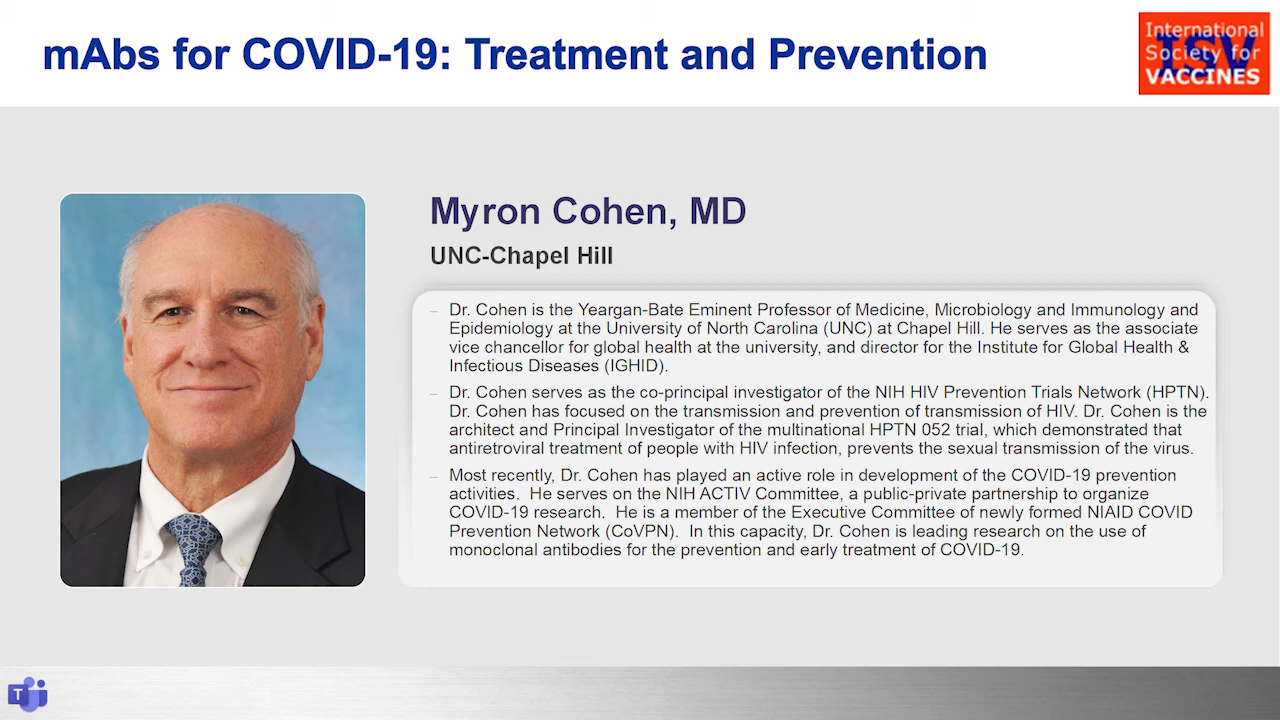 mAbs for COVID-19: Treatment and Prevention
International
Society for
VACCINES
ISV
Myron Cohen, MD
UNC-Chapel Hill
– Dr. Cohen is the Yeargan-Bate Eminent Professor of Medicine, Microbiology and Immunology and
Epidemiology at the University of North Carolina (UNC) at Chapel Hill. He serves as the associate
vice chancellor for global health at the university, and director for the Institute for Global Health &
Infectious Diseases (IGHID).
– Dr. Cohen serves as the co-principal investigator of the NIH HIV Prevention Trials Network (HPTN).
Dr. Cohen has focused on the transmission and prevention of transmission of HIV. Dr. Cohen is the
architect and Principal Investigator of the multinational HPTN 052 trial, which demonstrated that
antiretroviral treatment of people with HIV infection, prevents the sexual transmission of the virus.
– Most recently, Dr. Cohen has played an active role in development of the COVID-19 prevention
activities. He serves on the NIH ACTIV Committee, a public-private partnership to organize
COVID-19 research. He is a member of the Executive Committee of newly formed NIAID COVID
Prevention Network (CoVPN). In this capacity, Dr. Cohen is leading research on the use of
monoclonal antibodies for the prevention and early treatment of COVID-19.
T